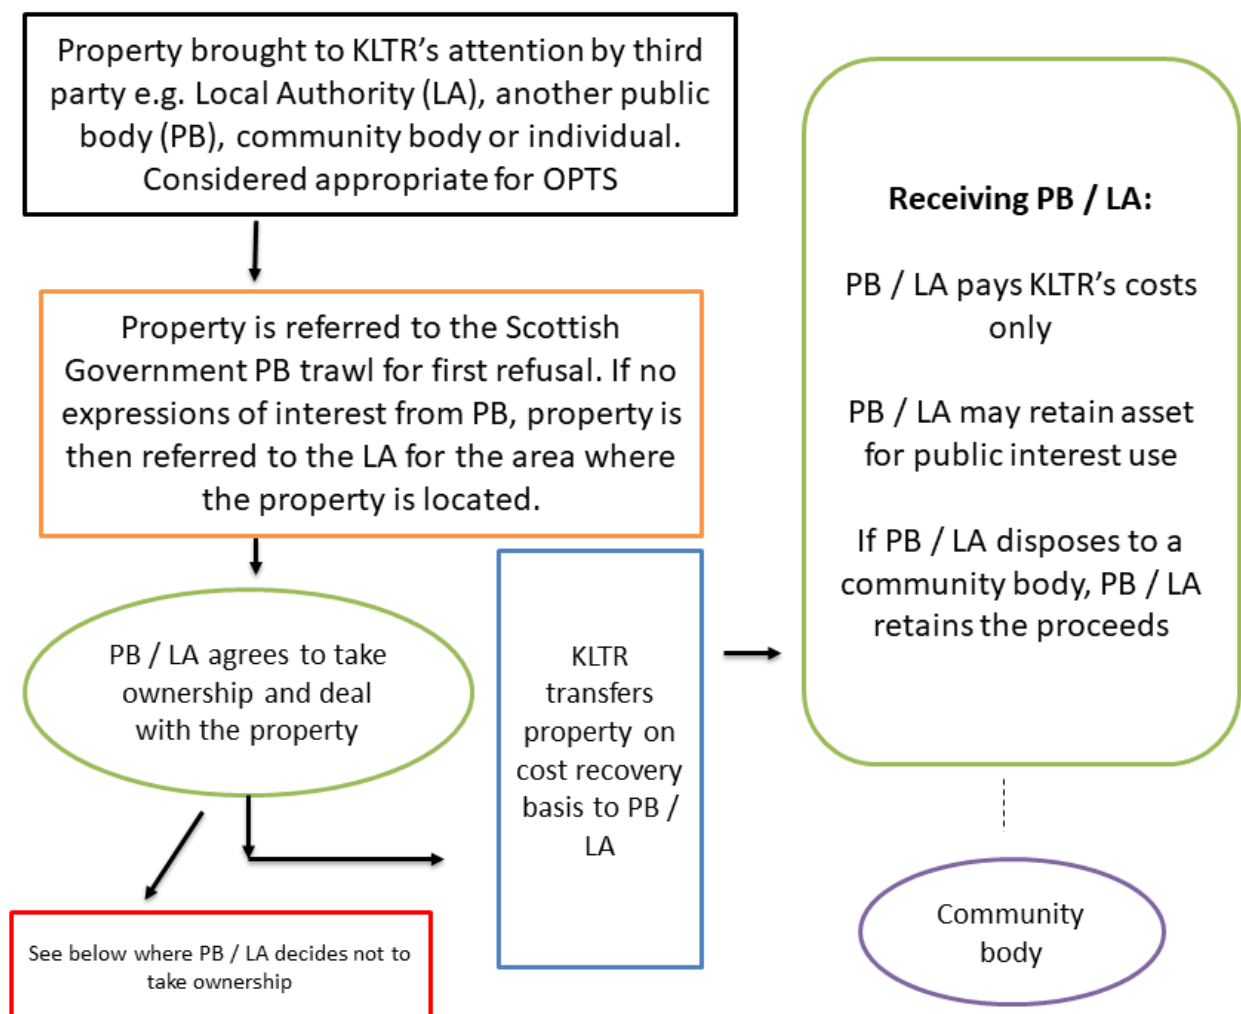 Property brought to KLTR’s attention by third
party e.g. Local Authority (LA), another public
body (PB), community body or individual.
Considered appropriate for OPTS
Property is referred to the Scottish
Government PB trawl for first refusal. If no
expressions of interest from PB, property is
then referred to the LA for the area where
the property is located.
PB / LA agrees to take
ownership and deal
with the property
See below where PB / LA decides not to
take ownership
KLTR
transfers
property on
cost recovery
basis to PB /
LA
Receiving PB / LA:
PB / LA pays KLTR’s costs
only
PB / LA may retain asset
for public interest use
If PB / LA disposes to a
community body, PB / LA
retains the proceeds
Community
body